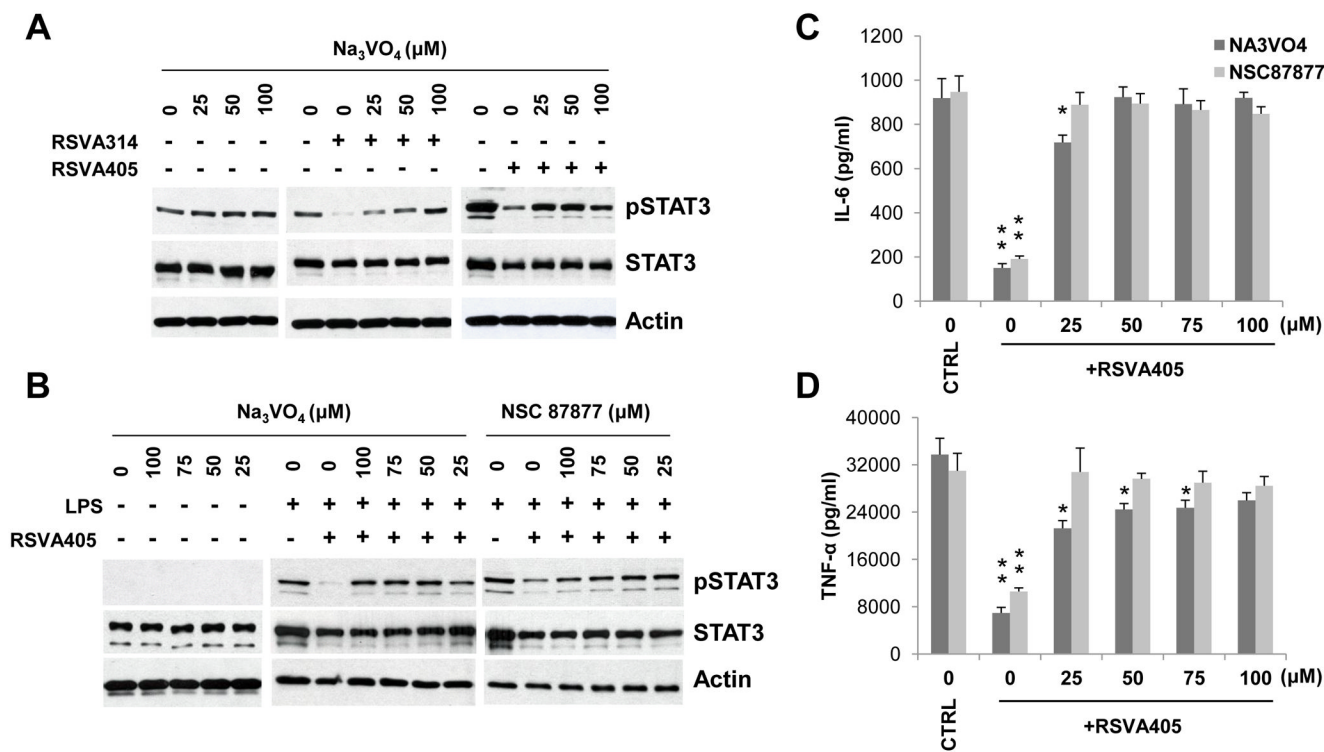 A
Na₃VO₄ (μM)
0 25 50 100 0 0 25 50 100 0 0 25 50 100
RSVA314 - - - - - + + + + - - - - -
RSVA405 - - - - - - - - - - + + + +
pSTAT3
STAT3
Actin
B
Na₃VO₄ (μM) NSC 87877 (μM)
0 100 75 50 25 0 0 100 75 50 25 0 0 100 75 50 25
LPS - - - - - + + + + + + + + + + + +
RSVA405 - - - - - - + + + + + - + + + + +
pSTAT3
STAT3
Actin
C
1200
1000
800
600
400
200
0
IL-6 (pg/ml)
NA3VO4
NSC87877
* * * * *
0 0 25 50 75 100 (μM)
CTRL
+RSVA405
D
40000
32000
24000
16000
8000
0
TNF-α (pg/ml)
* * * * * * *
0 0 25 50 75 100 (μM)
CTRL
+RSVA405